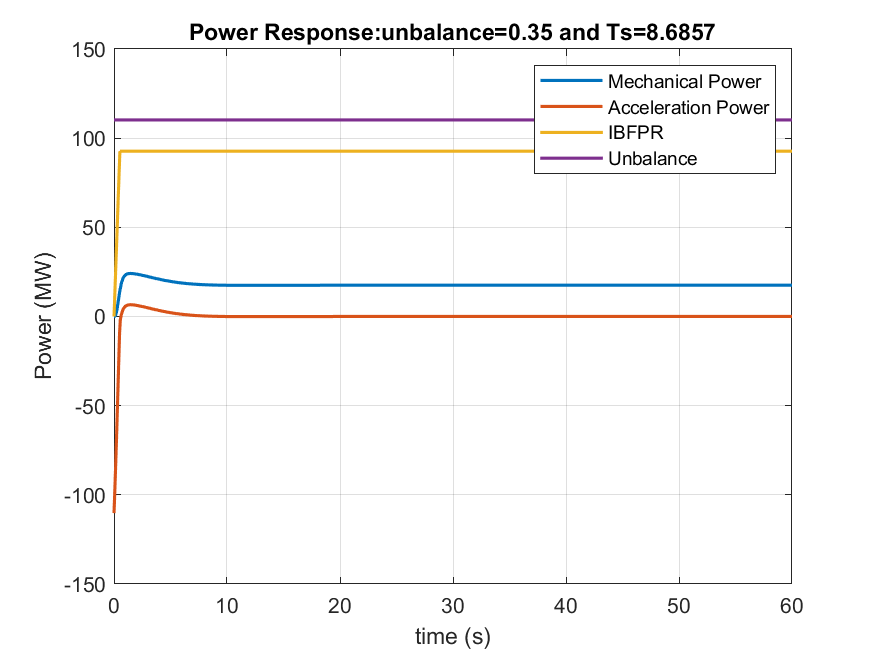 Power Response:unbalance=0.35 and Ts=8.6857
150
100
50
0
-50
-100
-150
Power (MW)
Mechanical Power
Acceleration Power
IBFPR
Unbalance
0 10 20 30 40 50 60
time (s)